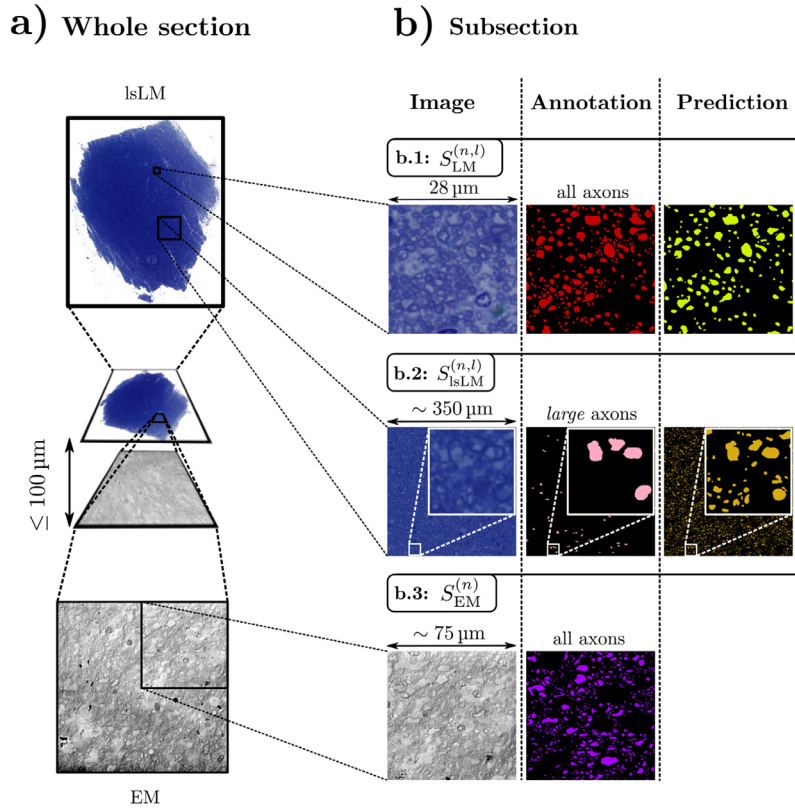 a) Whole section
b) Subsection
lsLM
Image
Annotation
Prediction
b.1: S_LM^(n,l)
28 µm
all axons
b.2: S_lsLM^(n,l)
~ 350 µm
large axons
≤ 100 µm
b.3: S_EM^(n)
~ 75 µm
all axons
EM